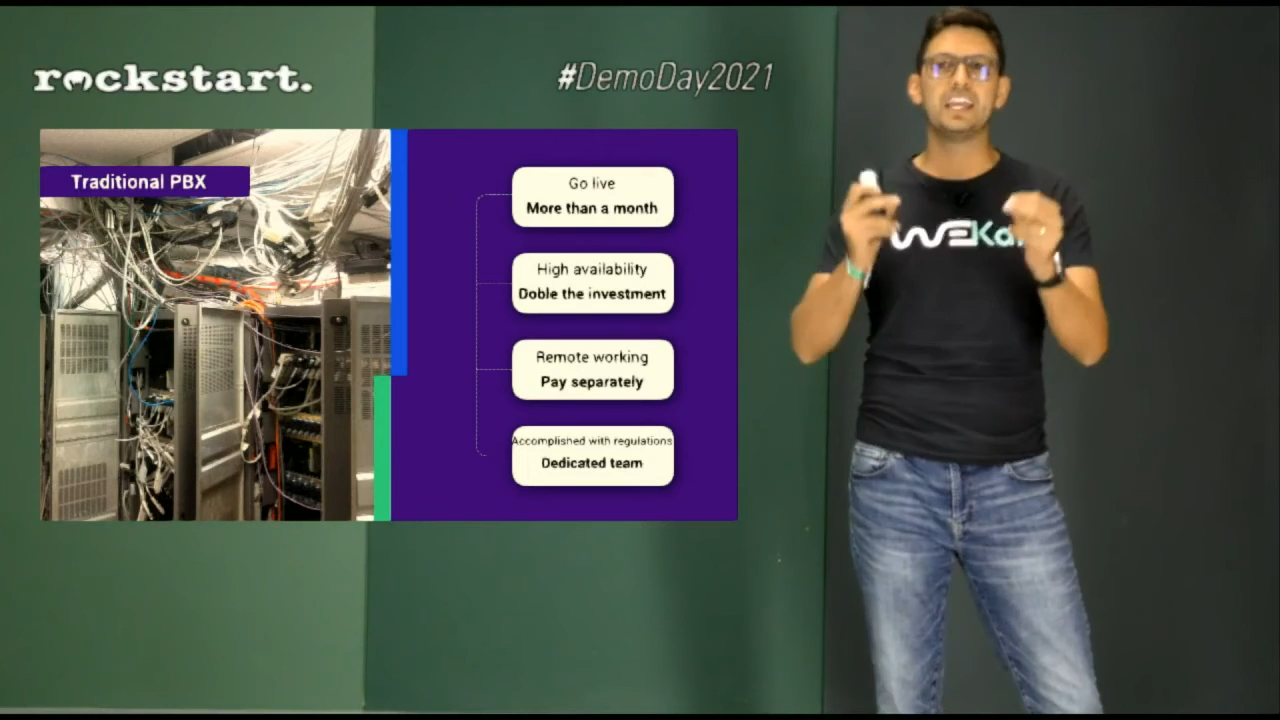 rockstart.
#DemoDay2021
Traditional PBX
Go live
More than a month
High availability
Doble the investment
Remote working
Pay separately
Accomplished with regulations
Dedicated team